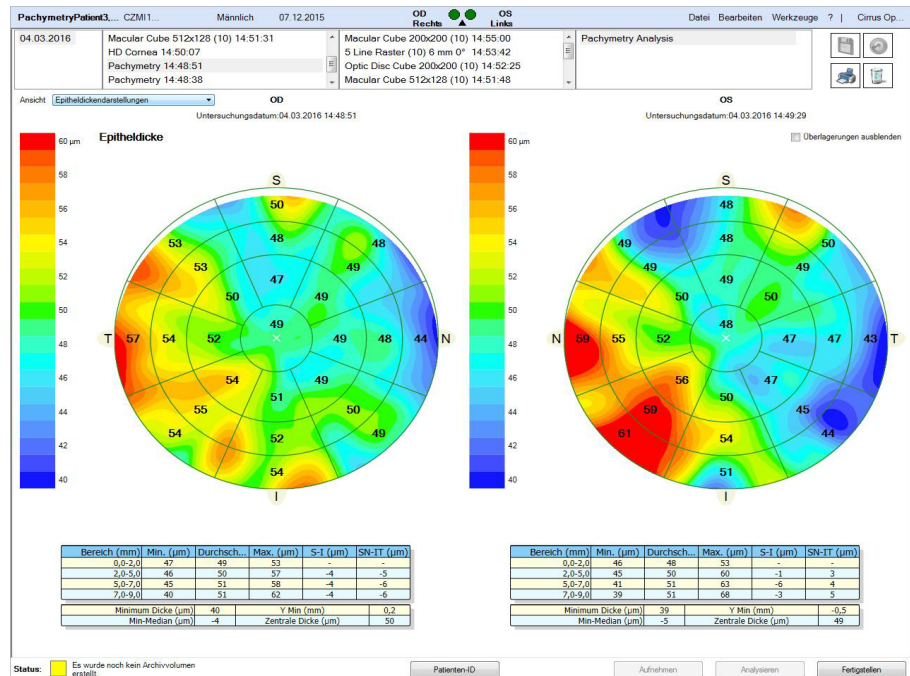 PachymetryPatient3,... CZMI1... Männlich 07.12.2015 OD Rechts OS Links Datei Bearbeiten Werkzeuge ? | Cirrus Op...
04.03.2016
Macular Cube 512x128 (10) 14:51:31
HD Cornea 14:50:07
Pachymetry 14:48:51
Pachymetry 14:48:38
Macular Cube 200x200 (10) 14:55:00
5 Line Raster (10) 6 mm 0° 14:53:42
Optic Disc Cube 200x200 (10) 14:52:25
Macular Cube 512x128 (10) 14:51:48
Pachymetry Analysis
Ansicht Epitheldickendarstellungen OD OS
Untersuchungsdatum:04.03.2016 14:48:51
Untersuchungsdatum:04.03.2016 14:49:29
Epitheldicke
Überlagerungen ausblenden
60 µm
58
56
54
52
50
48
46
44
42
40
S
50
53 48 48
53 49
47
50 49
49
T 57 54 52 49 48 44 N
54 49
51
55 50
54 52 49
54
I
60 µm
58
56
54
52
50
48
46
44
42
40
S
48
49 48 50
49 49
49
50 50
48
N 59 55 52 47 47 43 T
56 47
50
59 45
61 54 44
51
I
Bereich (mm) Min. (µm) Durchsch... Max. (µm) S-I (µm) SN-IT (µm)
0,0-2,0 47 49 53 - -
2,0-5,0 46 50 57 -4 -5
5,0-7,0 45 51 58 -4 -6
7,0-9,0 40 51 62 -4 -6
Minimum Dicke (µm) 40 Y Min (mm) 0,2
Min-Median (µm) -4 Zentrale Dicke (µm) 50
Bereich (mm) Min. (µm) Durchsch... Max. (µm) S-I (µm) SN-IT (µm)
0,0-2,0 46 48 53 - -
2,0-5,0 45 50 60 -1 3
5,0-7,0 41 51 63 -6 4
7,0-9,0 39 51 68 -3 5
Minimum Dicke (µm) 39 Y Min (mm) -0,5
Min-Median (µm) -5 Zentrale Dicke (µm) 49
Status: Es wurde noch kein Archivvolumen
erstellt.
Patienten-ID Aufnehmen Analysieren Fertigstellen